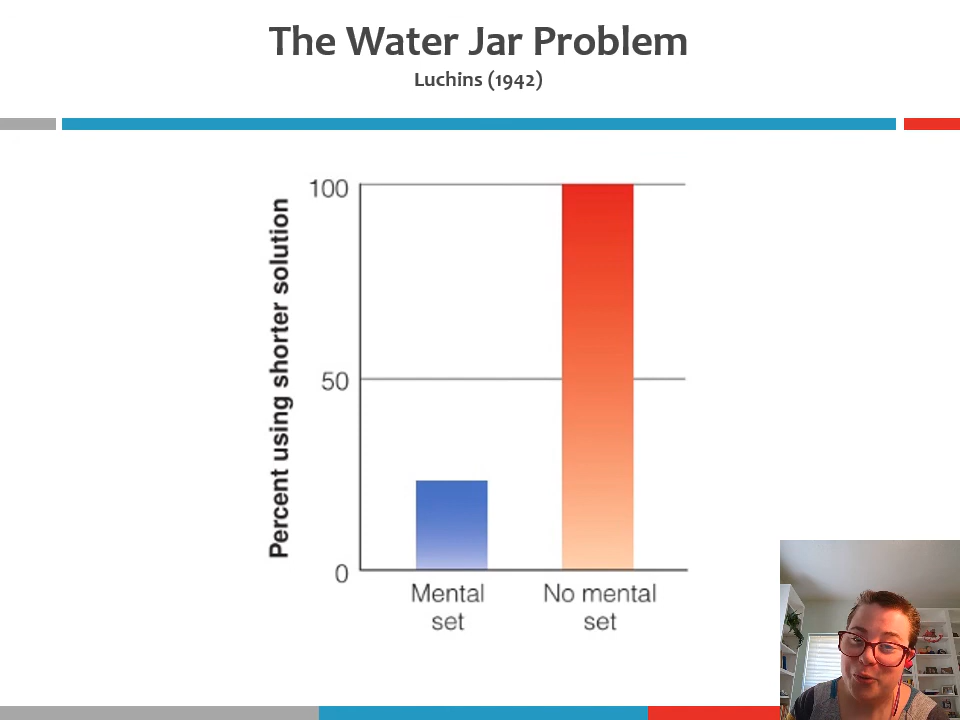 The Water Jar Problem
Luchins (1942)
Percent using shorter solution
100
50
0
Mental
set
No mental
set